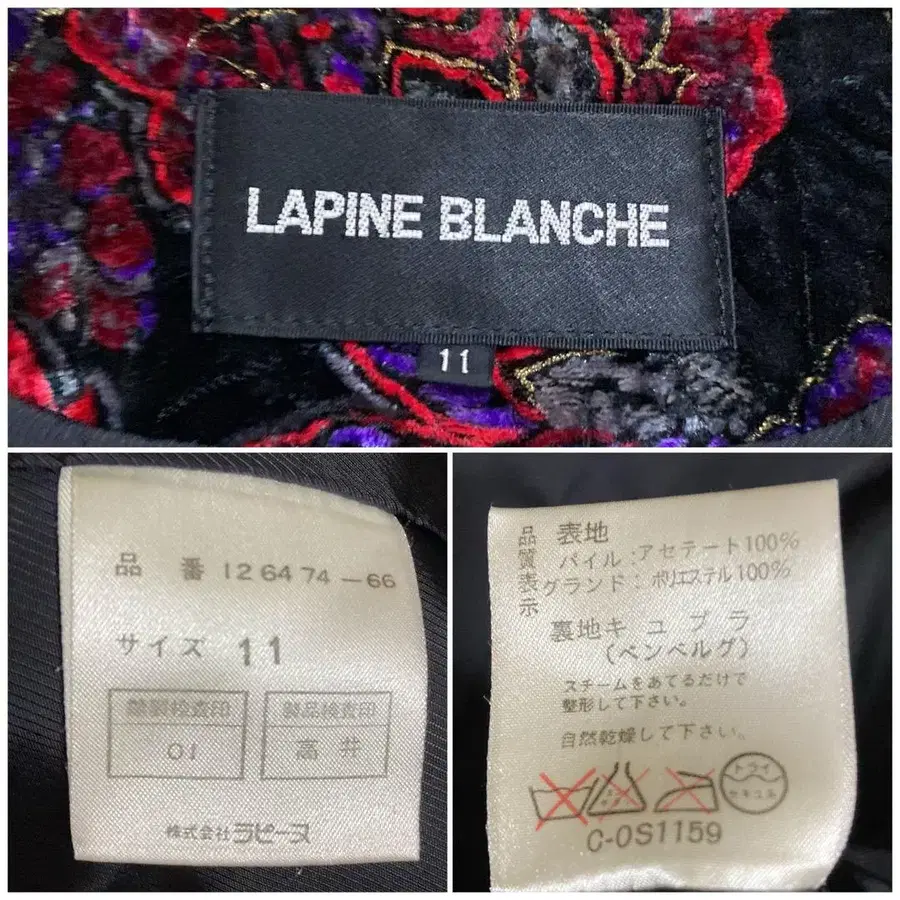 LAPINE BLANCHE
11
品 番 126474-66
サイズ 11
製品検査印
01
高井
株式会社 ラピーヌ
品質表示
表地
パイル:アセテート100%
グランド:ポリエステル100%
裏地キュプラ
(ベンベルグ)
スチームをあてるだけで
整形して下さい。
自然乾燥して下さい。
ドライ
セキユ系
C-0S1159